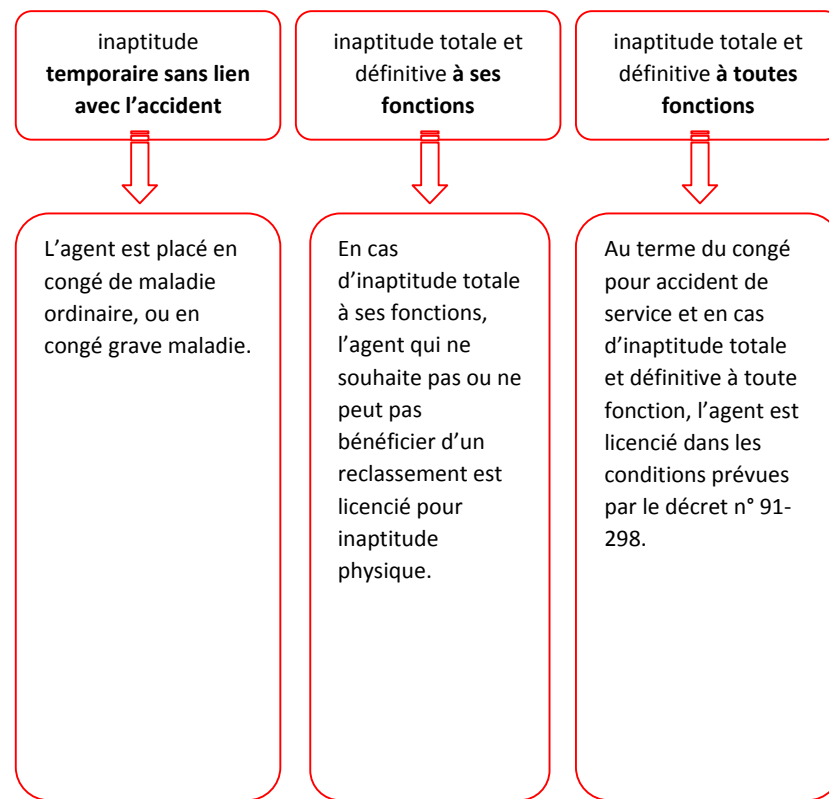 inaptitude
temporaire sans lien
avec l'accident
inaptitude totale et
définitive à ses
fonctions
inaptitude totale et
définitive à toutes
fonctions
L'agent est placé en
congé de maladie
ordinaire, ou en
congé grave maladie.
En cas
d'inaptitude totale
à ses fonctions,
l'agent qui ne
souhaite pas ou ne
peut pas
bénéficier d'un
reclassement est
licencié pour
inaptitude
physique.
Au terme du congé
pour accident de
service et en cas
d'inaptitude totale
et définitive à toute
fonction, l'agent est
licencié dans les
conditions prévues
par le décret n° 91-
298.